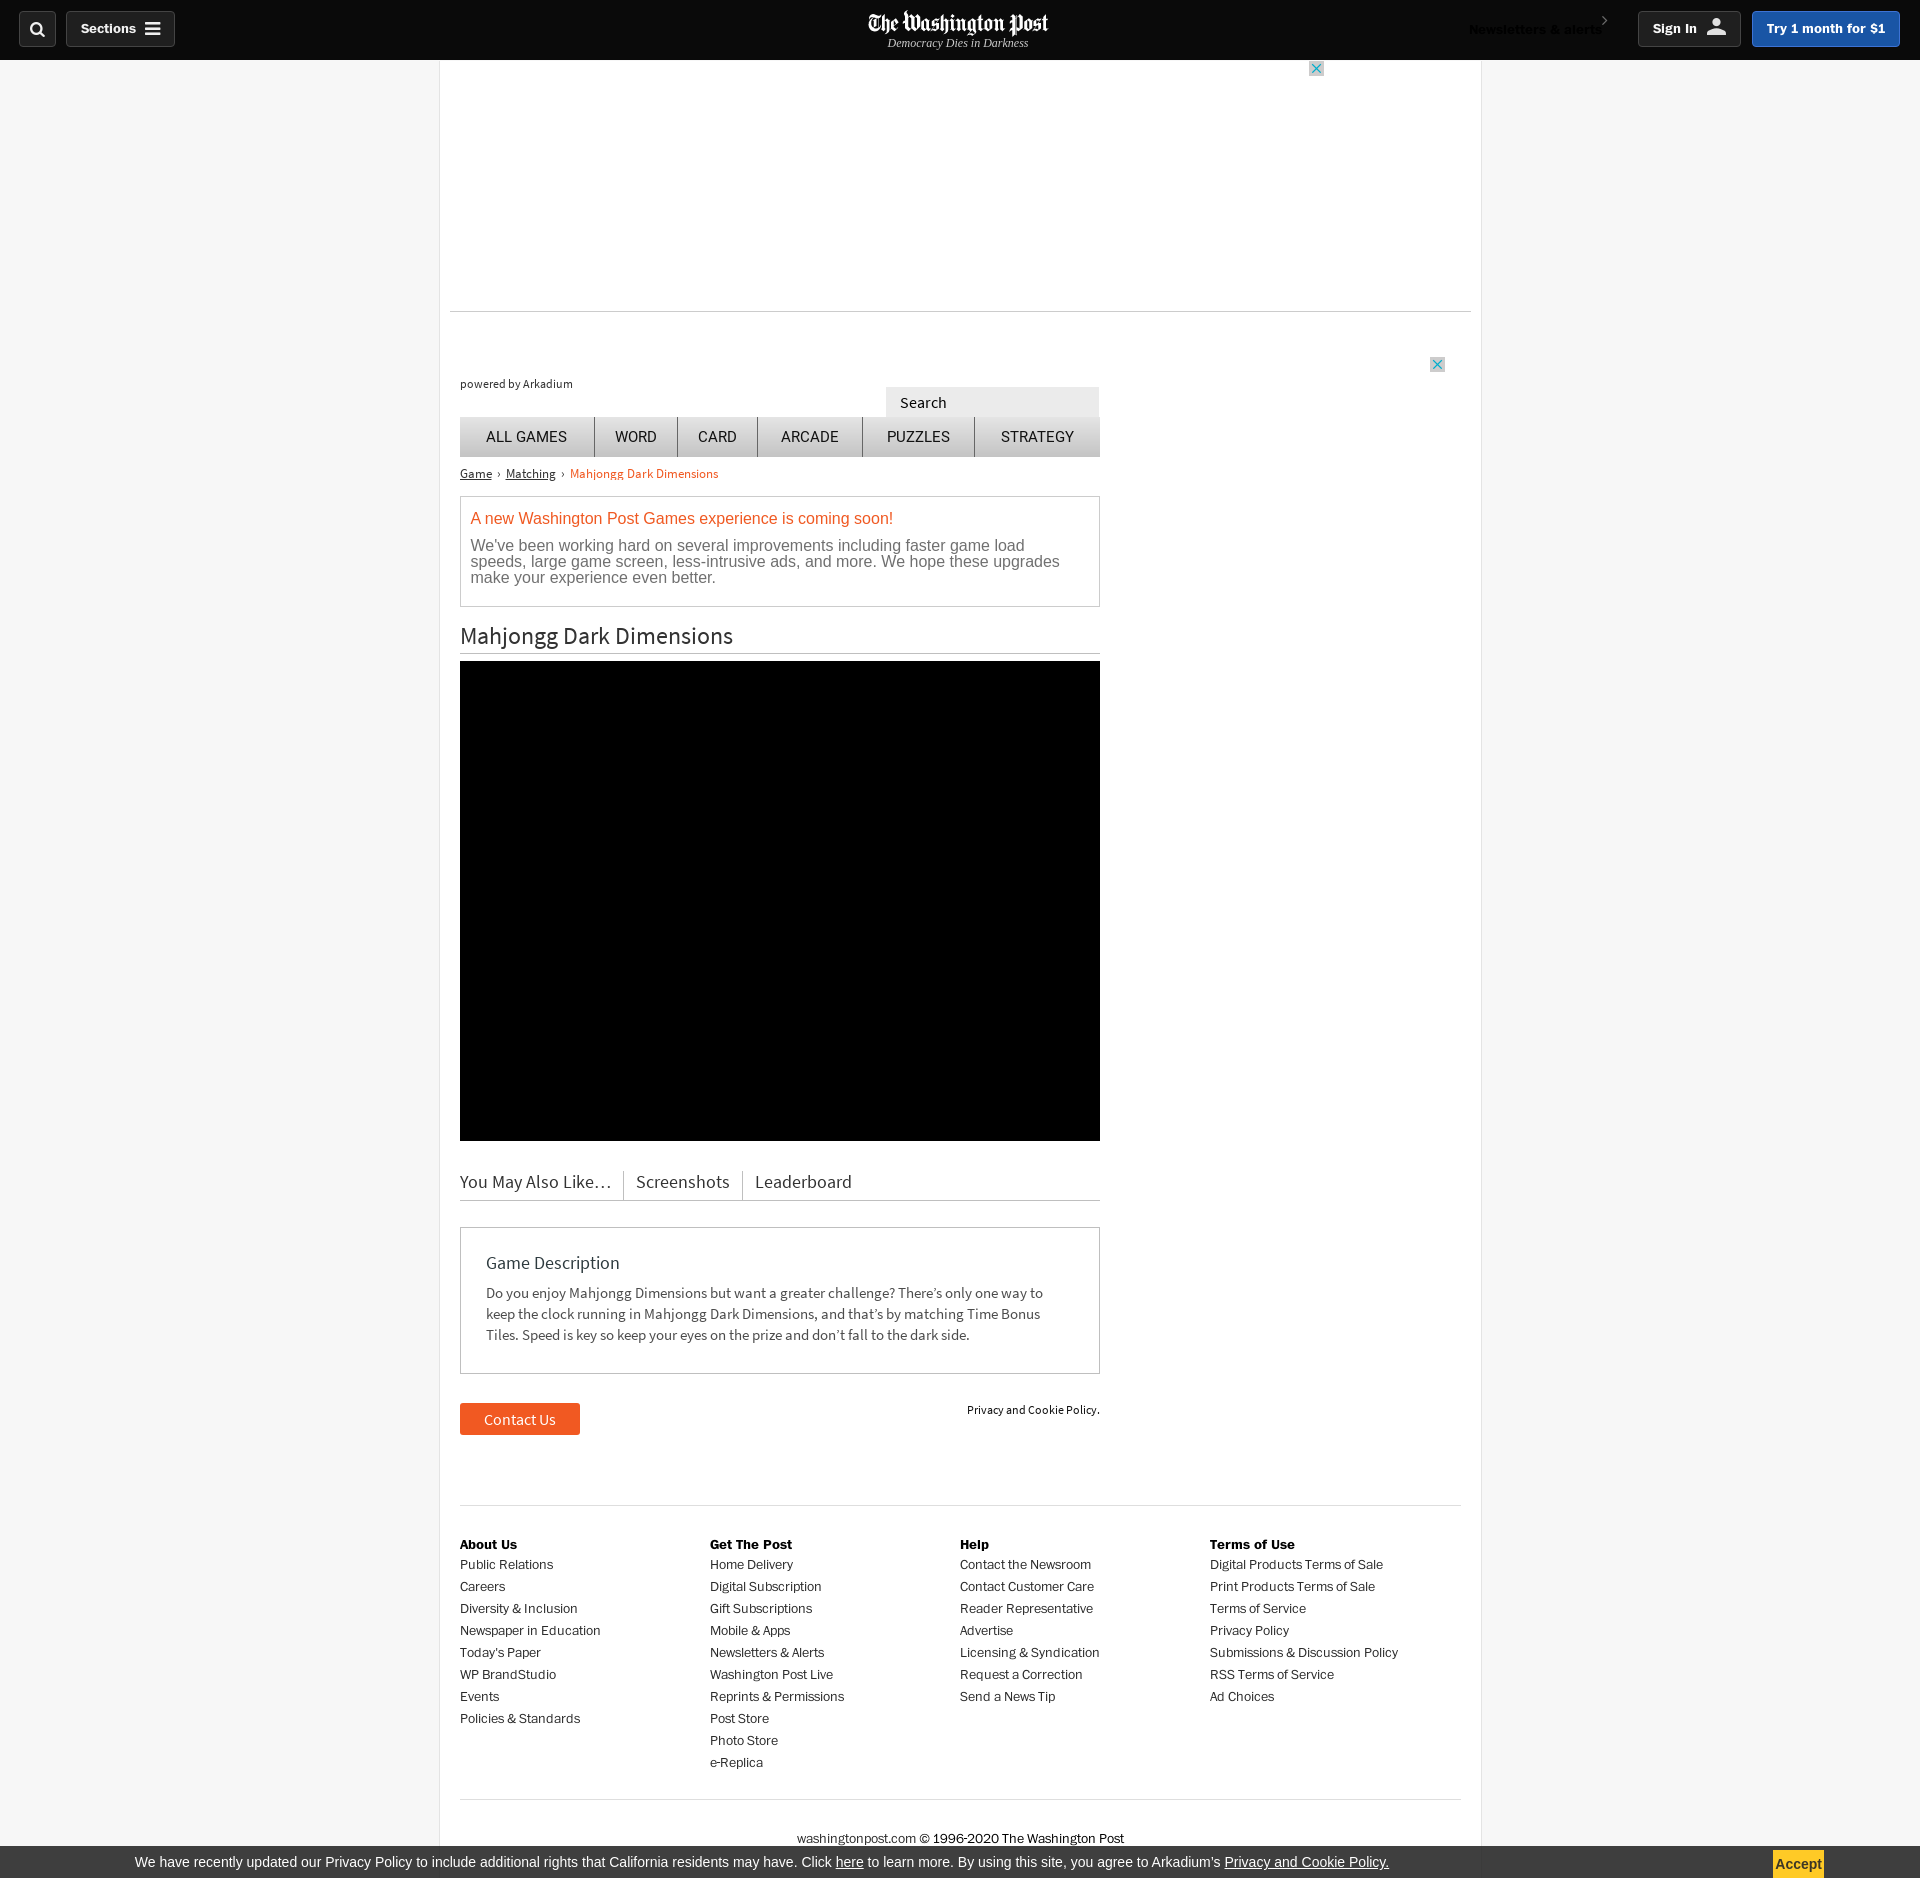 Sections
The Washington Post
Democracy Dies in Darkness
Newsletters & alerts
Sign In
Try 1 month for $1
powered by Arkadium
Search
ALL GAMES
WORD
CARD
ARCADE
PUZZLES
STRATEGY
Game › Matching › Mahjongg Dark Dimensions
A new Washington Post Games experience is coming soon!
We've been working hard on several improvements including faster game load
speeds, large game screen, less-intrusive ads, and more. We hope these upgrades
make your experience even better.
Mahjongg Dark Dimensions
You May Also Like…
Screenshots
Leaderboard
Game Description
Do you enjoy Mahjongg Dimensions but want a greater challenge? There’s only one way to
keep the clock running in Mahjongg Dark Dimensions, and that’s by matching Time Bonus
Tiles. Speed is key so keep your eyes on the prize and don’t fall to the dark side.
Contact Us
Privacy and Cookie Policy.
About Us
Public Relations
Careers
Diversity & Inclusion
Newspaper in Education
Today's Paper
WP BrandStudio
Events
Policies & Standards
Get The Post
Home Delivery
Digital Subscription
Gift Subscriptions
Mobile & Apps
Newsletters & Alerts
Washington Post Live
Reprints & Permissions
Post Store
Photo Store
e-Replica
Help
Contact the Newsroom
Contact Customer Care
Reader Representative
Advertise
Licensing & Syndication
Request a Correction
Send a News Tip
Terms of Use
Digital Products Terms of Sale
Print Products Terms of Sale
Terms of Service
Privacy Policy
Submissions & Discussion Policy
RSS Terms of Service
Ad Choices
washingtonpost.com © 1996-2020 The Washington Post
We have recently updated our Privacy Policy to include additional rights that California residents may have. Click here to learn more. By using this site, you agree to Arkadium's Privacy and Cookie Policy.
Accept